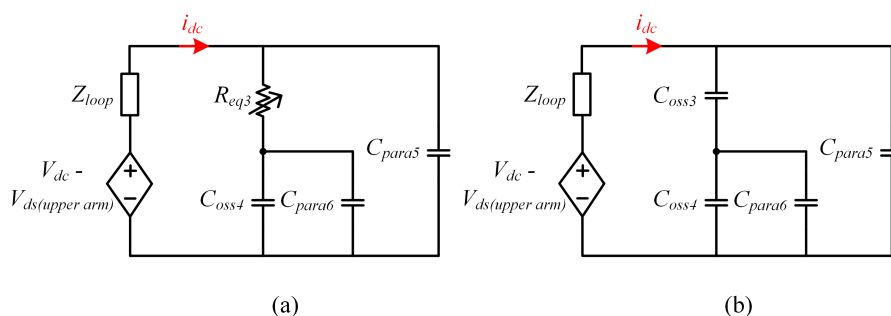 i_dc
Z_loop
R_eq3
V_dc -
V_ds(upper arm)
C_oss4
C_para6
C_para5
(a)
i_dc
Z_loop
C_oss3
V_dc -
V_ds(upper arm)
C_oss4
C_para6
C_para5
(b)